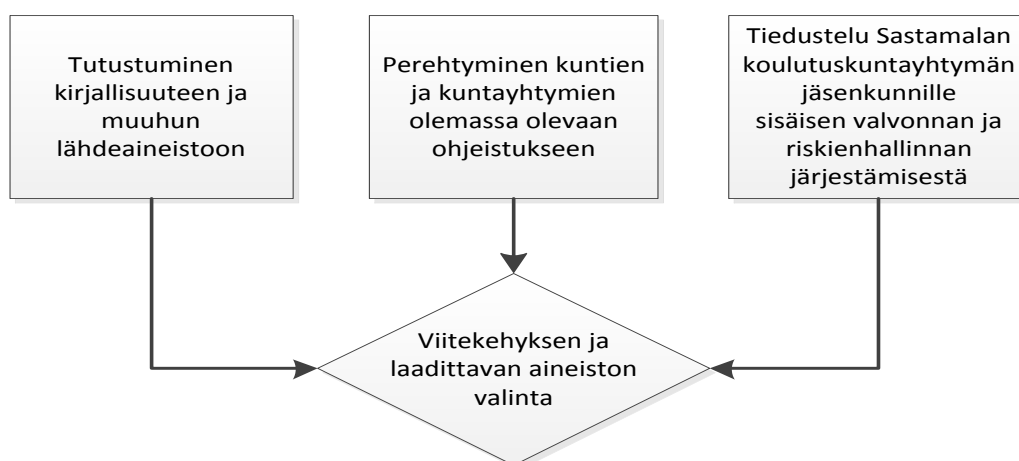 Tutustuminen
kirjallisuuteen ja
muuhun
lähdeaineistoon
Perehtyminen kuntien
ja kuntayhtymien
olemassa olevaan
ohjeistukseen
Tiedustelu Sastamalan
koulutuskuntayhtymän
jäsenkunnille
sisäisen valvonnan ja
riskienhallinnan
järjestämisestä
Viitekehyksen ja
laadittavan aineiston
valinta